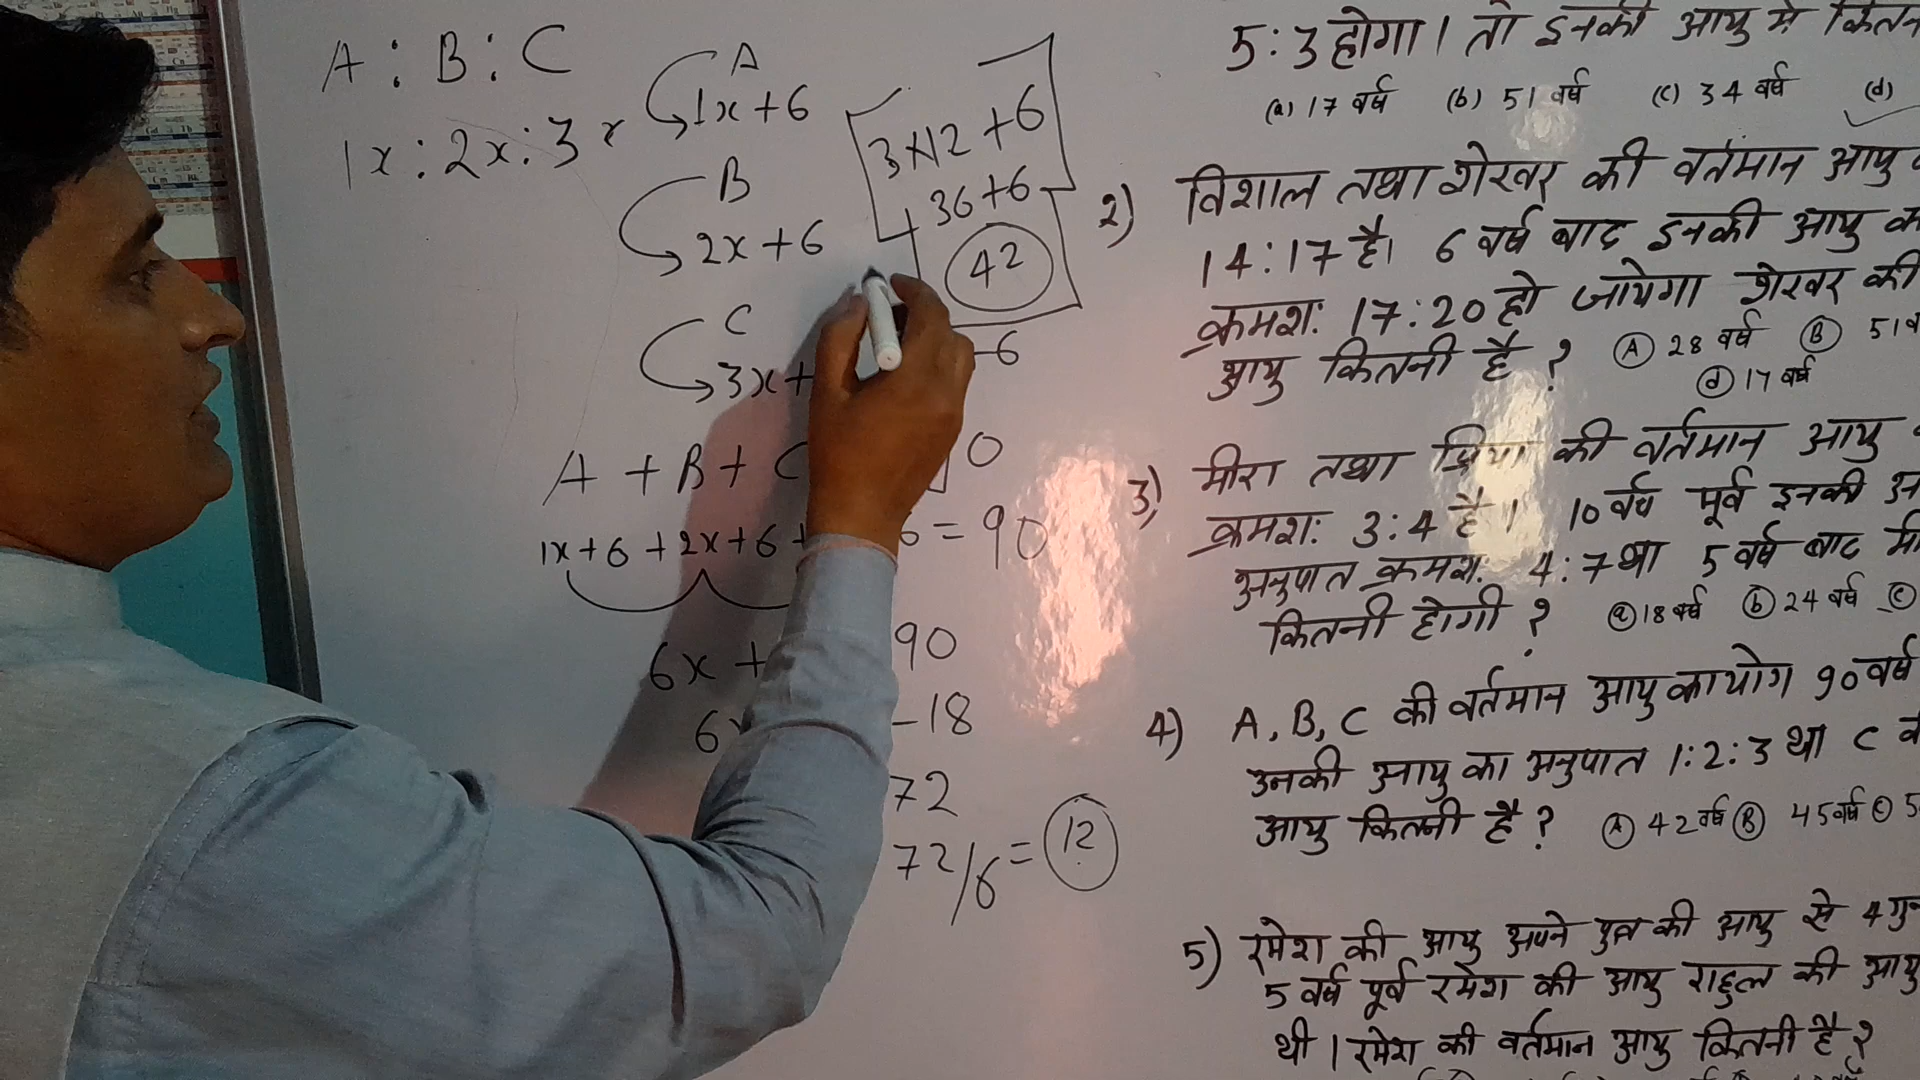 A : B : C
1x : 2x : 3x
A
1x + 6
B
2x + 6
C
3x +
3×12 + 6
36 + 6
42
- 6
A + B + C
0
1x + 6 + 2x + 6 +
6 = 90
6x +
90
6x
- 18
72
72/6 = 12
5 : 3 होगा । तो इनकी आयु मे
(a) 17 वर्ष (b) 51 वर्ष (c) 34 वर्ष (d)
2) विशाल तथा शेखर की वर्तमान आयु
14 : 17 है। 6 वर्ष बाद इनकी आयु
क्रमश: 17 : 20 हो जायेगा शेखर की
आयु कितनी है ? (A) 28 वर्ष (B) 51
(d) 17 वर्ष
3) मीरा तथा प्रिया की वर्तमान आयु
क्रमश: 3 : 4 है । 10 वर्ष पूर्व इनकी
अनुपात क्रमश: 4 : 7 था 5 वर्ष बाद
कितनी होगी ? (a) 18 वर्ष (b) 24 वर्ष (c)
4) A, B, C की वर्तमान आयु का योग 90 वर्ष
उनकी आयु का अनुपात 1 : 2 : 3 था C
आयु कितनी है ? (A) 42 वर्ष (B) 45 वर्ष (C) 5
5) रमेश की आयु अपने पुत्र की आयु से 4
5 वर्ष पूर्व रमेश की आयु राहुल की आयु
थी । रमेश की वर्तमान आयु कितनी है ?